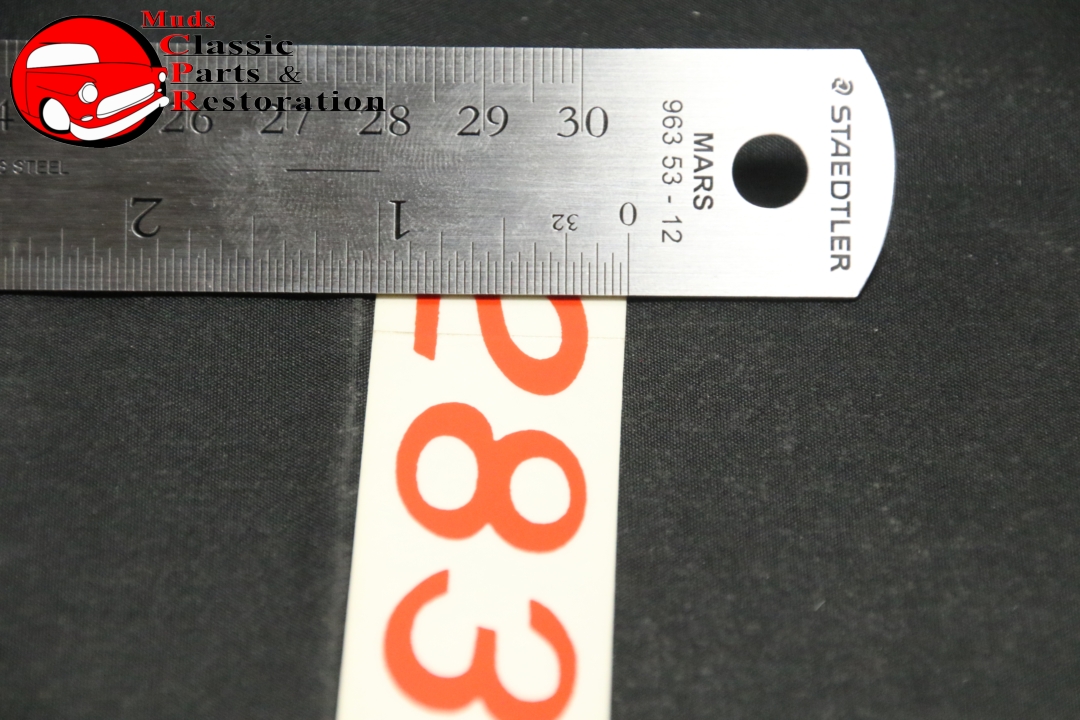 Muds
Classic
Parts &
Restoration
26 27 28 29 30
STEEL
2 1 32 0
MARS
963 53 - 12
STAEDTLER
283